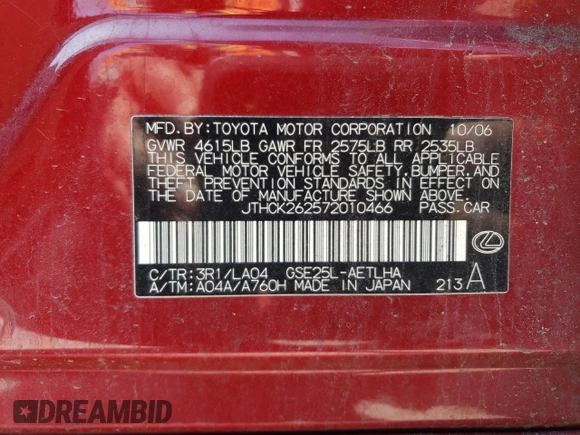 MFD. BY: TOYOTA MOTOR CORPORATION 10/06
GVWR 4615LB GAWR FR 2575LB RR 2535LB
THIS VEHICLE CONFORMS TO ALL APPLICABLE
FEDERAL MOTOR VEHICLE SAFETY, BUMPER, AND
THEFT PREVENTION STANDARDS IN EFFECT ON THE
DATE OF MANUFACTURE SHOWN ABOVE.
JTHCK262572010466 PASS. CAR
C/TR: 3R1/LA04 GSE25L-AETLHA
A/TM: A04A/A760H MADE IN JAPAN 213 A
DREAMBID